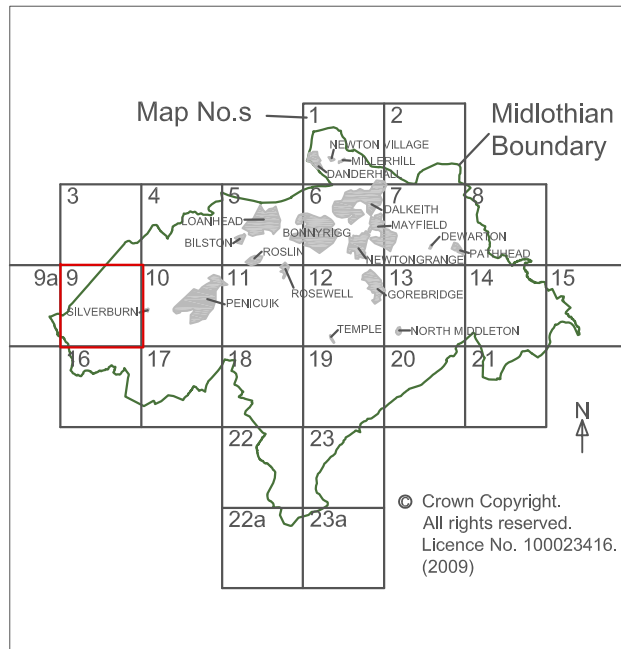 Map No.s
1
2
Midlothian
Boundary
NEWTON VILLAGE
MILLERHILL
DANDERHALL
3
4
5
6
7
8
LOANHEAD
DALKEITH
BONNYRIGG
MAYFIELD
BILSTON
DEWARTON
ROSLIN
NEWTONGRANGE
PATHHEAD
9a
9
10
11
12
13
14
15
SILVERBURN
PENICUIK
ROSEWELL
GOREBRIDGE
TEMPLE
NORTH MIDDLETON
16
17
18
19
20
21
N
22
23
© Crown Copyright.
All rights reserved.
Licence No. 100023416.
(2009)
22a
23a